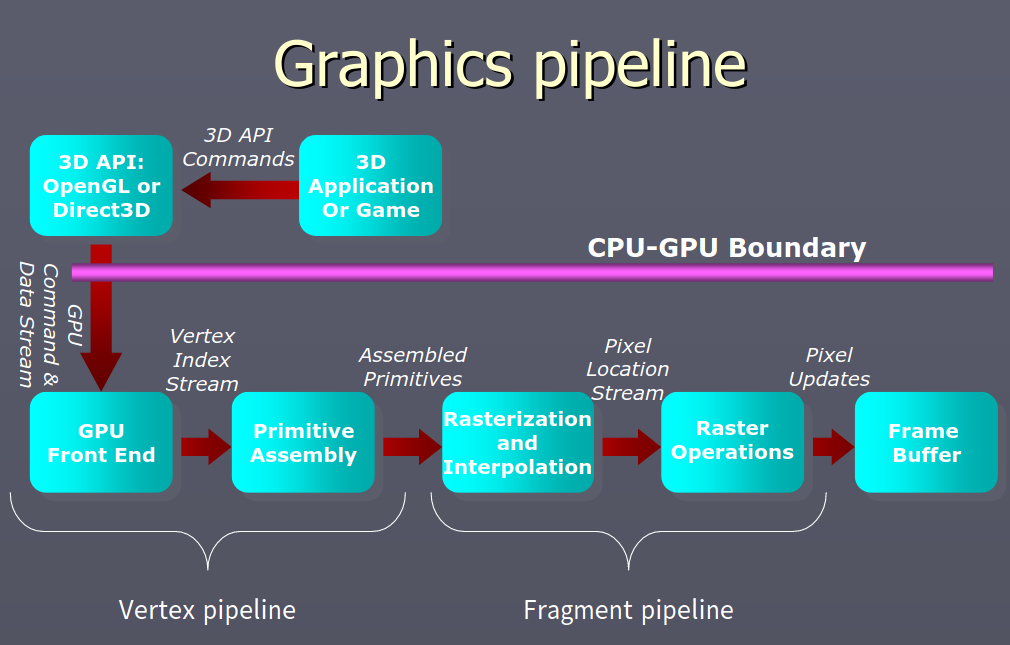 Graphics pipeline
3D API
Commands
3D API:
OpenGL or
Direct3D
3D
Application
Or Game
CPU-GPU Boundary
GPU
Command &
Data Stream
Vertex
Index
Stream
Assembled
Primitives
Pixel
Location
Stream
Pixel
Updates
GPU
Front End
Primitive
Assembly
Rasterization
and
Interpolation
Raster
Operations
Frame
Buffer
Vertex pipeline
Fragment pipeline